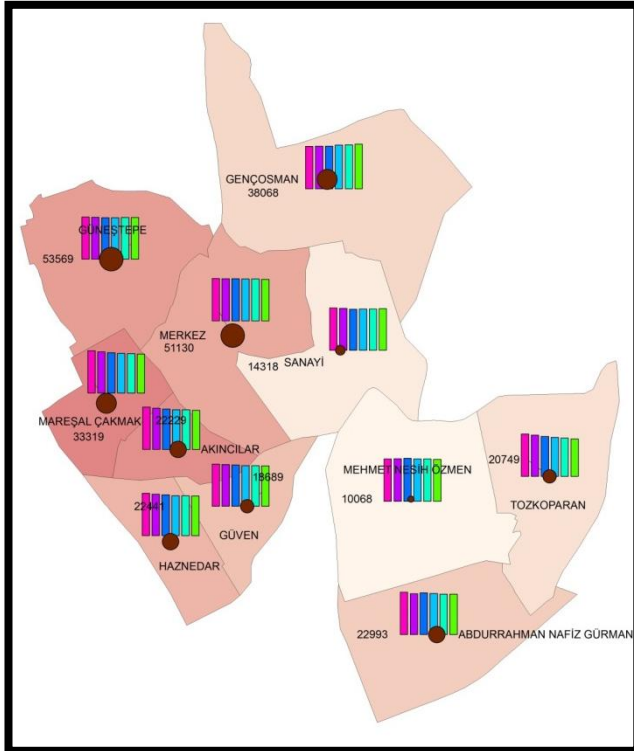 GENÇOSMAN
38068
GÜNEŞTEPE
53569
MERKEZ
51130
14318
SANAYİ
MAREŞAL ÇAKMAK
33319
22229
AKINCILAR
18689
GÜVEN
22441
HAZNEDAR
MEHMET NESİH ÖZMEN
10068
20749
TOZKOPARAN
22993
ABDURRAHMAN NAFİZ GÜRMAN